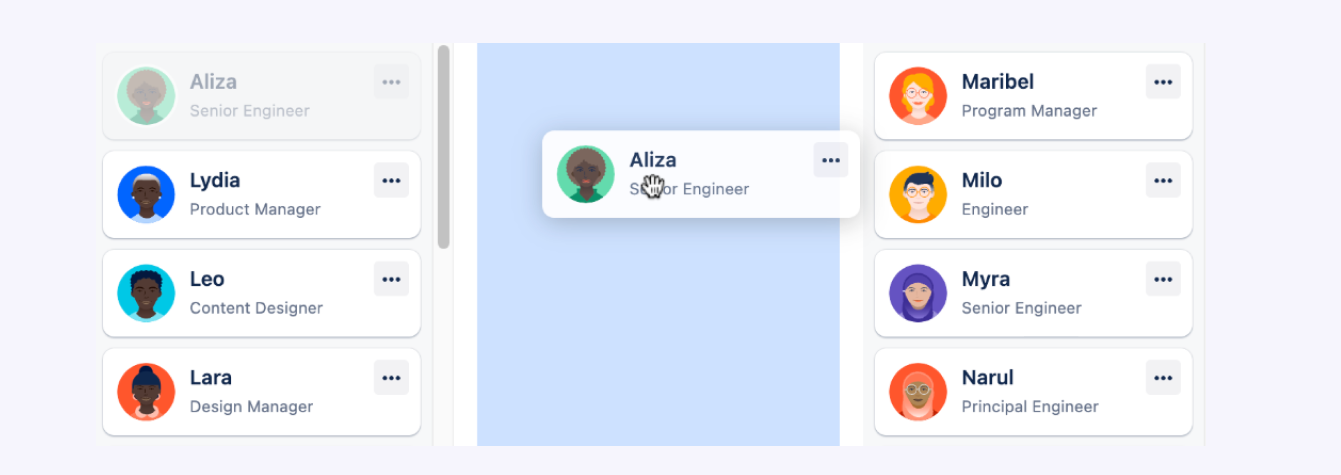 Aliza
Senior Engineer
Lydia
Product Manager
Leo
Content Designer
Lara
Design Manager
Aliza
Senior Engineer
Maribel
Program Manager
Milo
Engineer
Myra
Senior Engineer
Narul
Principal Engineer